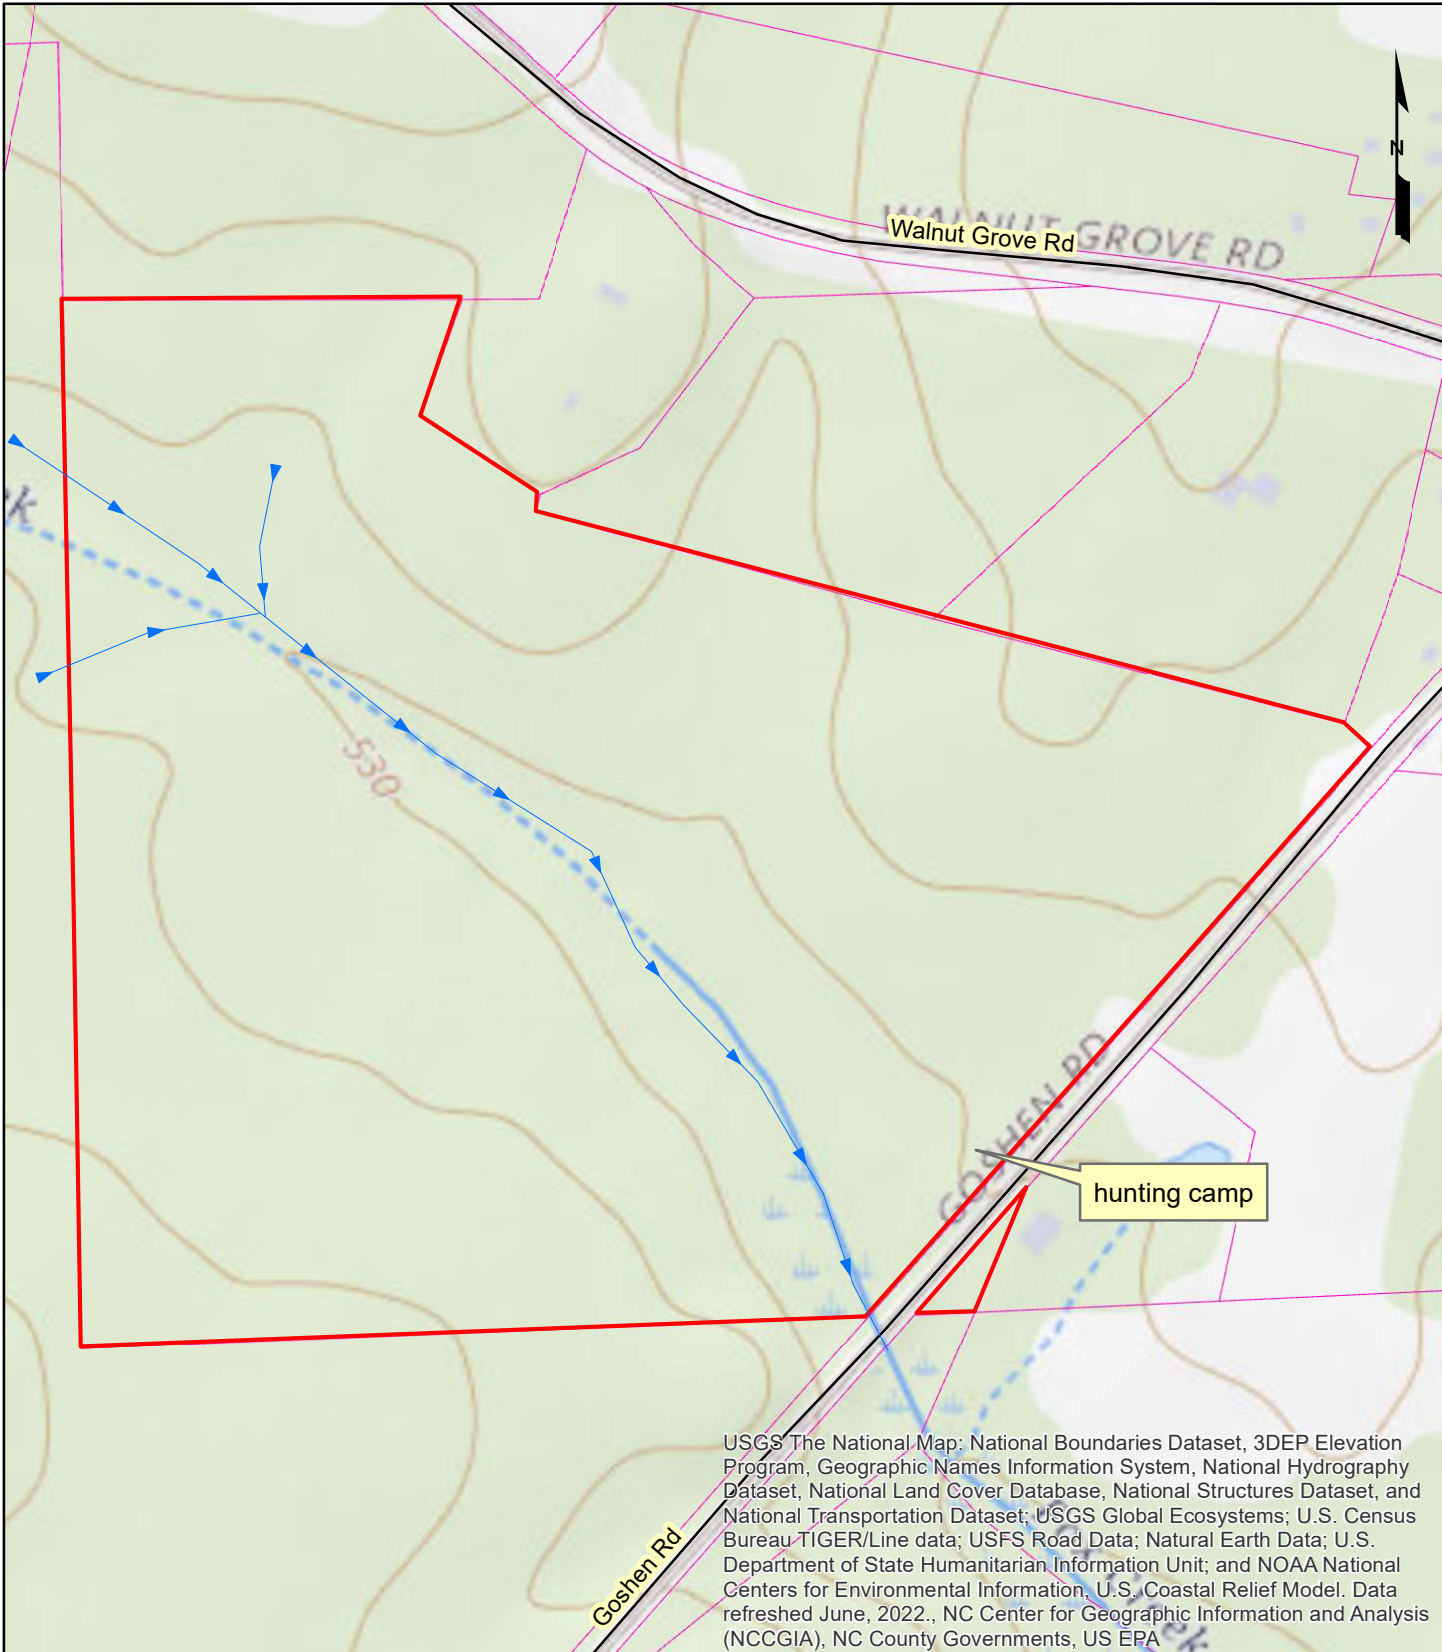 N
WALNUT GROVE RD
Walnut Grove Rd
k
530
GOSHEN RD
hunting camp
USGS The National Map: National Boundaries Dataset, 3DEP Elevation
Program, Geographic Names Information System, National Hydrography
Dataset, National Land Cover Database, National Structures Dataset, and
National Transportation Dataset; USGS Global Ecosystems; U.S. Census
Bureau TIGER/Line data; USFS Road Data; Natural Earth Data; U.S.
Department of State Humanitarian Information Unit; and NOAA National
Centers for Environmental Information, U.S. Coastal Relief Model. Data
refreshed June, 2022., NC Center for Geographic Information and Analysis
(NCCGIA), NC County Governments, US EPA
Goshen Rd
Creek